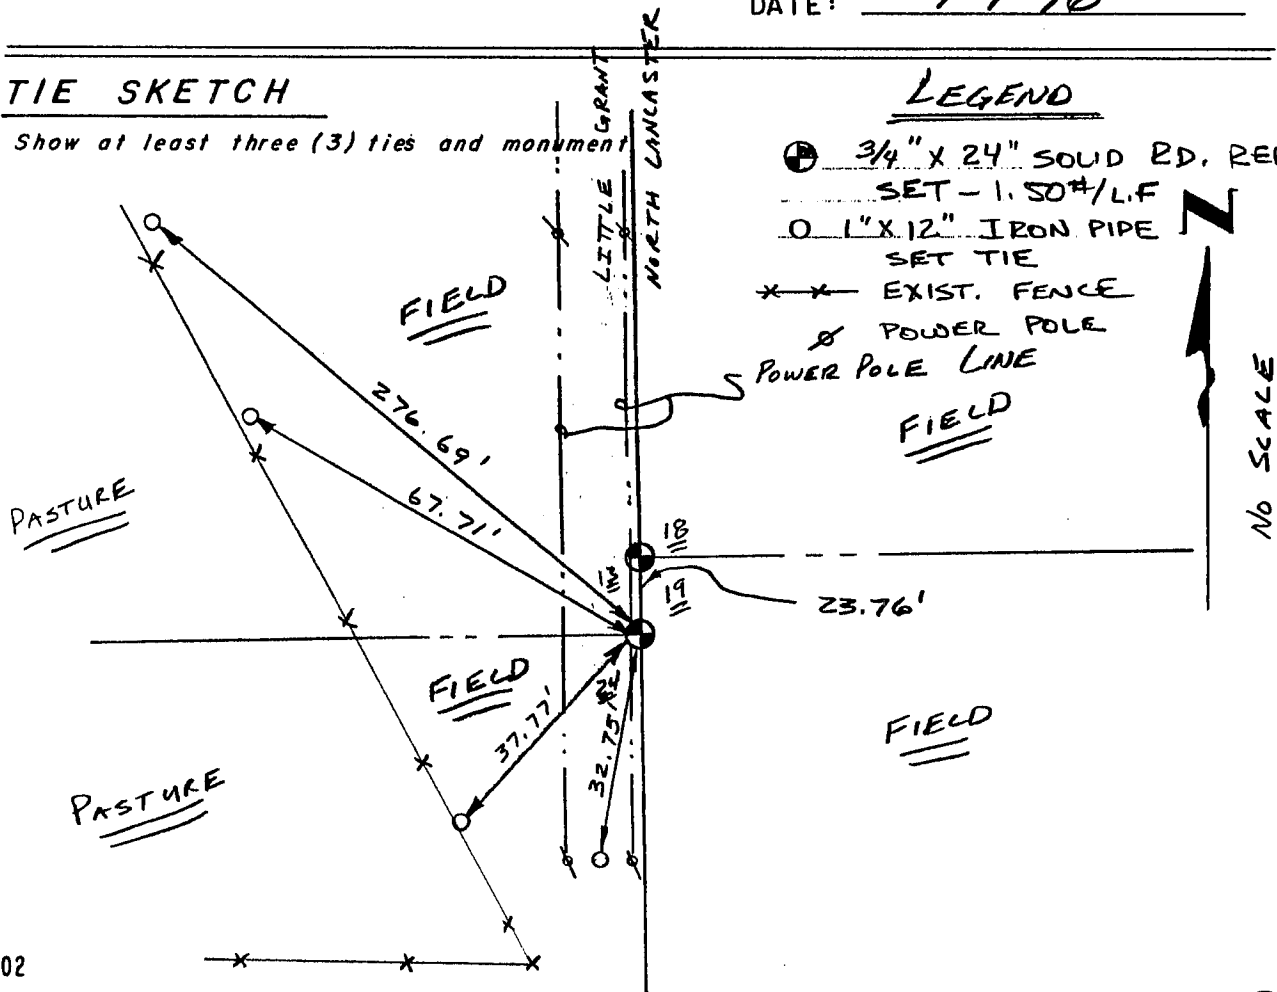 DATE:
TIE SKETCH
Show at least three (3) ties and monument
LITTLE GRANT
NORTH LANCASTER
LEGEND
3/4" X 24" SOLID RD. RE
SET - 1.50#/L.F
O 1" X 12" IRON PIPE
SET TIE
EXIST. FENCE
POWER POLE
POWER POLE LINE
N
NO SCALE
FIELD
FIELD
276.69'
67.71'
PASTURE
18
19
23.76'
FIELD
37.77'
32.75'
FIELD
PASTURE
02